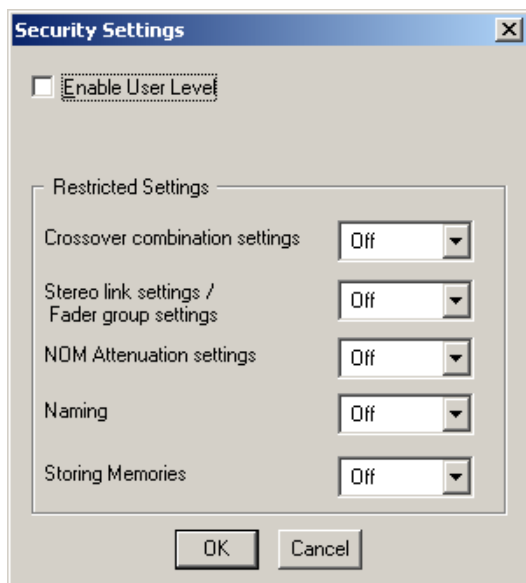 Security Settings
Enable User Level
Restricted Settings
Crossover combination settings
Off
Stereo link settings /
Fader group settings
Off
NOM Attenuation settings
Off
Naming
Off
Storing Memories
Off
OK
Cancel